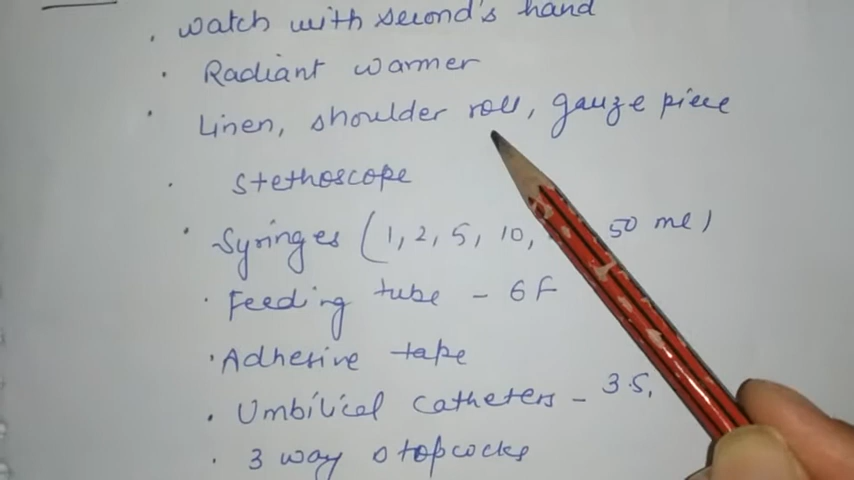 . Watch with second's hand
. Radiant warmer
. Linen, shoulder roll, gauze piece
. Stethoscope
. Syringes (1, 2, 5, 10, 50 ml)
. Feeding tube - 6F
. Adhesive tape
. Umbilical catheters - 3.5,
. 3 way stopcocks